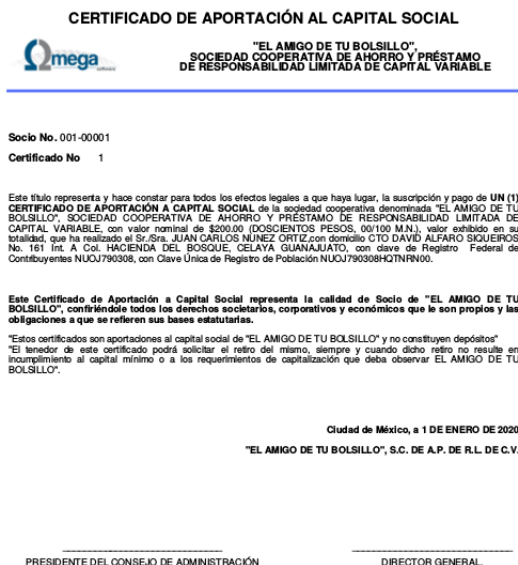 CERTIFICADO DE APORTACIÓN AL CAPITAL SOCIAL
Omega
"EL AMIGO DE TU BOLSILLO",
SOCIEDAD COOPERATIVA DE AHORRO Y PRÉSTAMO
DE RESPONSABILIDAD LIMITADA DE CAPITAL VARIABLE
Socio No. 001-00001
Certificado No 1
Este título representa y hace constar para todos los efectos legales a que haya lugar, la suscripción y pago de UN (1)
CERTIFICADO DE APORTACIÓN A CAPITAL SOCIAL de la sociedad cooperativa denominada "EL AMIGO DE TU
BOLSILLO", SOCIEDAD COOPERATIVA DE AHORRO Y PRÉSTAMO DE RESPONSABILIDAD LIMITADA DE
CAPITAL VARIABLE, con valor nominal de $200.00 (DOSCIENTOS PESOS, 00/100 M.N.), valor exhibido en su
totalidad, que ha realizado el Sr./Sra. JUAN CARLOS NÚNEZ ORTIZ,con domicilio CTO DAVID ALFARO SIQUEIROS
No. 161 Int. A Col. HACIENDA DEL BOSQUE, CELAYA GUANAJUATO, con clave de Registro Federal de
Contribuyentes NUOJ790308, con Clave Única de Registro de Población NUOJ790308HQTNRN00.
Este Certificado de Aportación a Capital Social representa la calidad de Socio de "EL AMIGO DE TU
BOLSILLO", confiriéndole todos los derechos societarios, corporativos y económicos que le son propios y las
obligaciones a que se refieren sus bases estatutarias.
"Estos certificados son aportaciones al capital social de "EL AMIGO DE TU BOLSILLO" y no constituyen depósitos"
"El tenedor de este certificado podrá solicitar el retiro del mismo, siempre y cuando dicho retiro no resulte en
incumplimiento al capital mínimo o a los requerimientos de capitalización que deba observar EL AMIGO DE TU
BOLSILLO".
Ciudad de México, a 1 DE ENERO DE 2020
"EL AMIGO DE TU BOLSILLO", S.C. DE A.P. DE R.L. DE C.V.
PRESIDENTE DEL CONSEJO DE ADMINISTRACIÓN
DIRECTOR GENERAL